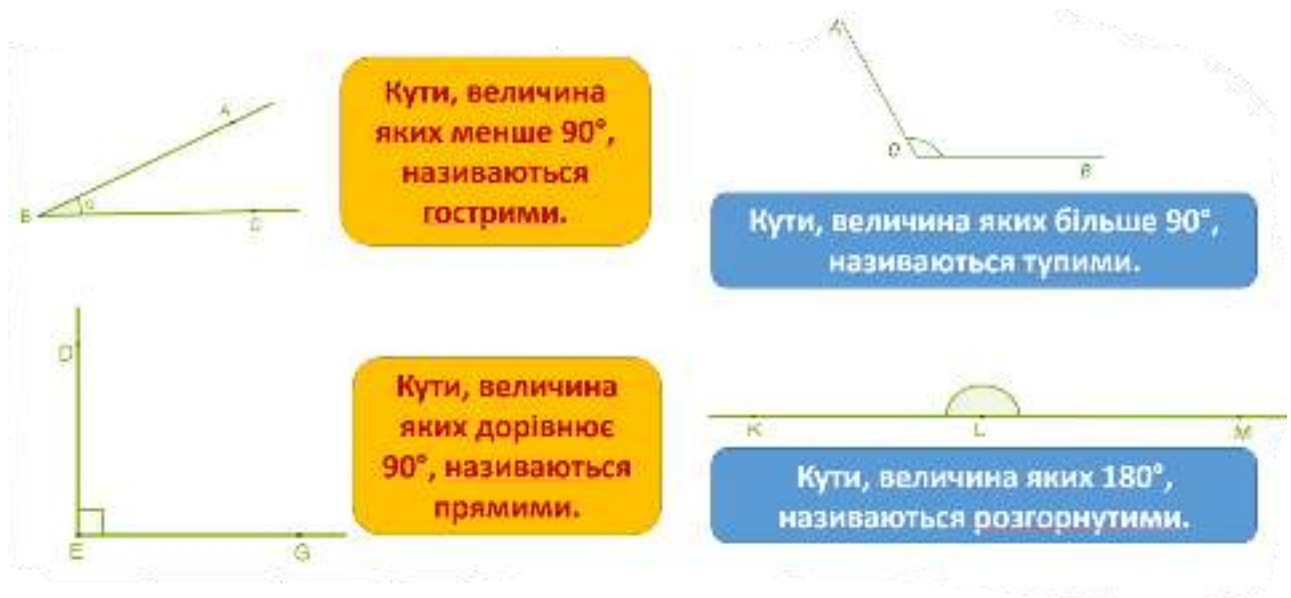 A
B
α
C
Кути, величина
яких менше 90°,
називаються
гострими.
A
O
B
Кути, величина яких більше 90°,
називаються тупими.
D
E
G
Кути, величина
яких дорівнює
90°, називаються
прямими.
K
L
M
Кути, величина яких 180°,
називаються розгорнутими.